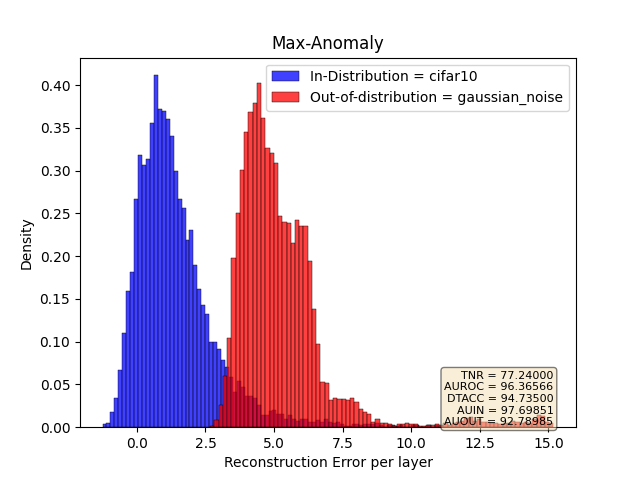 Max-Anomaly
In-Distribution = cifar10
Out-of-distribution = gaussian_noise
Density
0.40
0.35
0.30
0.25
0.20
0.15
0.10
0.05
0.00
TNR = 77.24000
AUROC = 96.36566
DTACC = 94.73500
AUIN = 97.69851
AUOUT = 92.78985
0.0 2.5 5.0 7.5 10.0 12.5 15.0
Reconstruction Error per layer